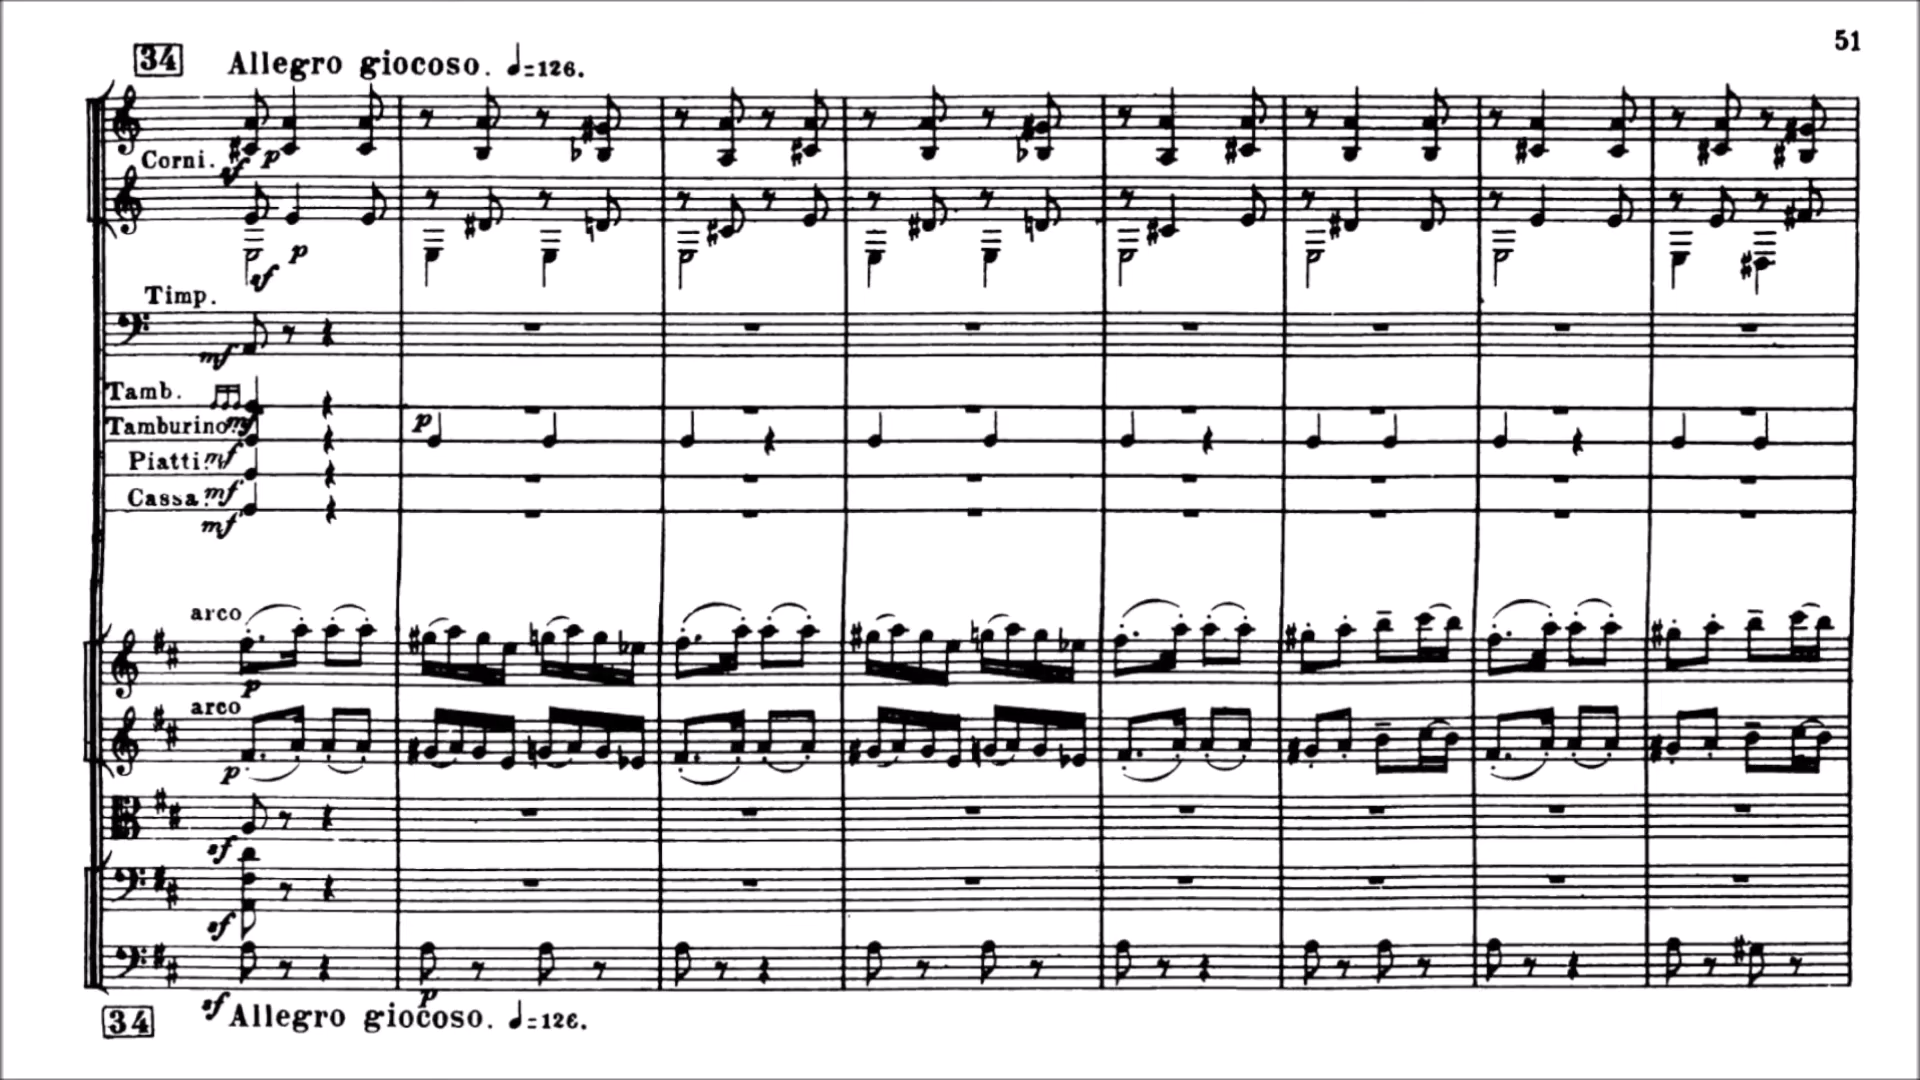 51
34 Allegro giocoso. ♩=126.
Corni.
sf p
p
sf
Timp.
mf
Tamb.
mf
Tamburino.
p
mf
Piatti.
mf
Cassa.
mf
arco
p
arco
p
sf
sf
p
sf
34 Allegro giocoso. ♩=126.